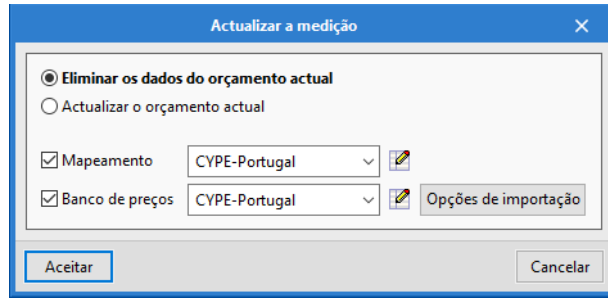 Actualizar a medição
Eliminar os dados do orçamento actual
Actualizar o orçamento actual
Mapeamento CYPE-Portugal
Banco de preços CYPE-Portugal Opções de importação
Aceitar Cancelar